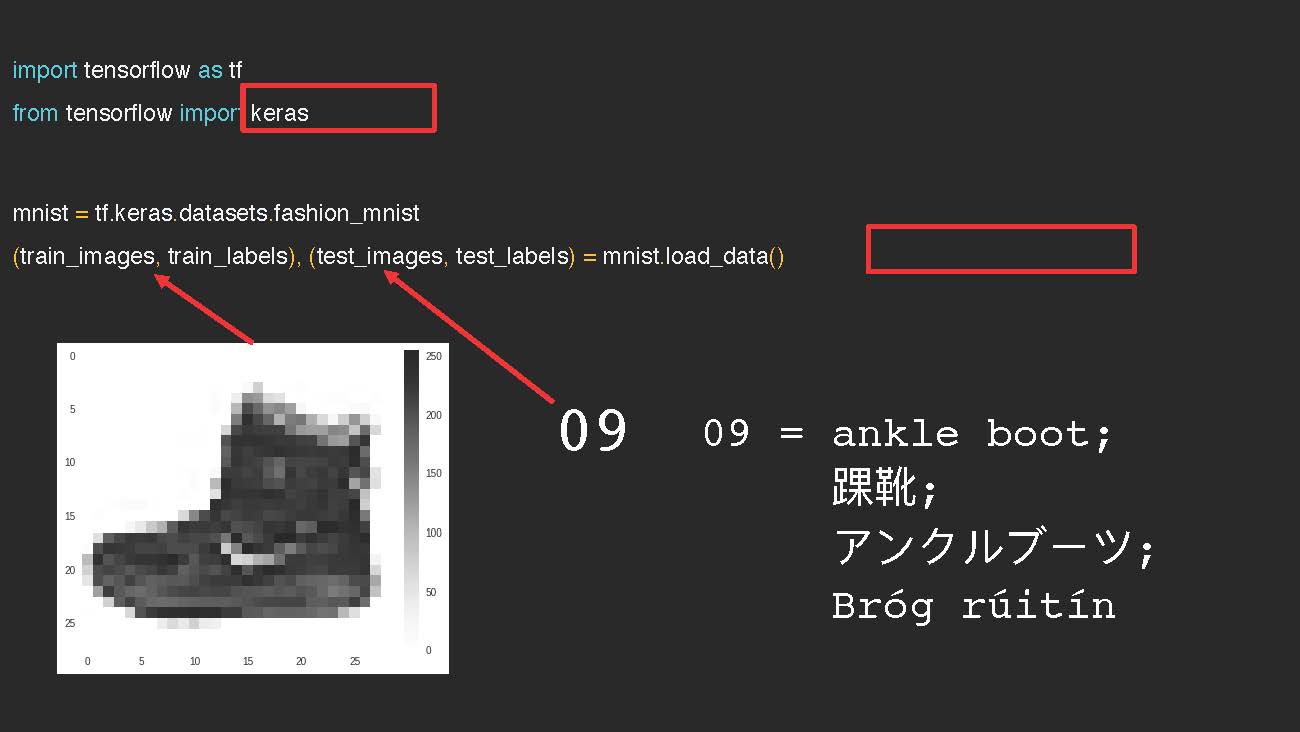 import tensorflow as tf
from tensorflow import keras
mnist = tf.keras.datasets.fashion_mnist
(train_images, train_labels), (test_images, test_labels) = mnist.load_data()
0
5
10
15
20
25
0 5 10 15 20 25
250
200
150
100
50
0
09
09 = ankle boot;
踝靴;
アンクルブーツ;
Bróg rúitín